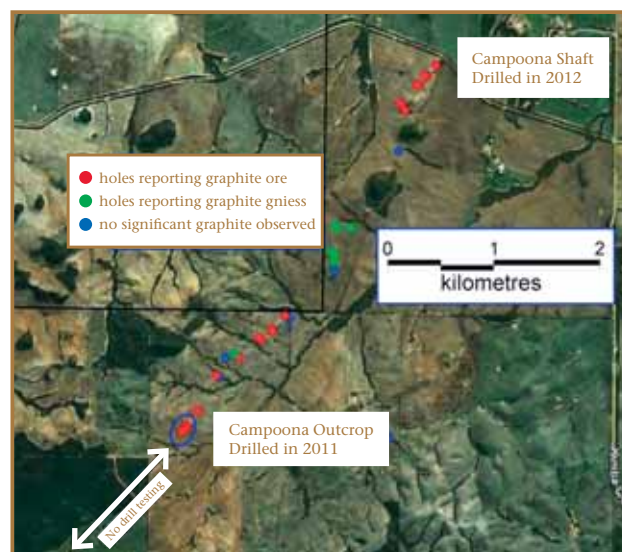 Campoona Shaft
Drilled in 2012
holes reporting graphite ore
holes reporting graphite gniess
no significant graphite observed
0 1 2
kilometres
Campoona Outcrop
Drilled in 2011
No drill testing